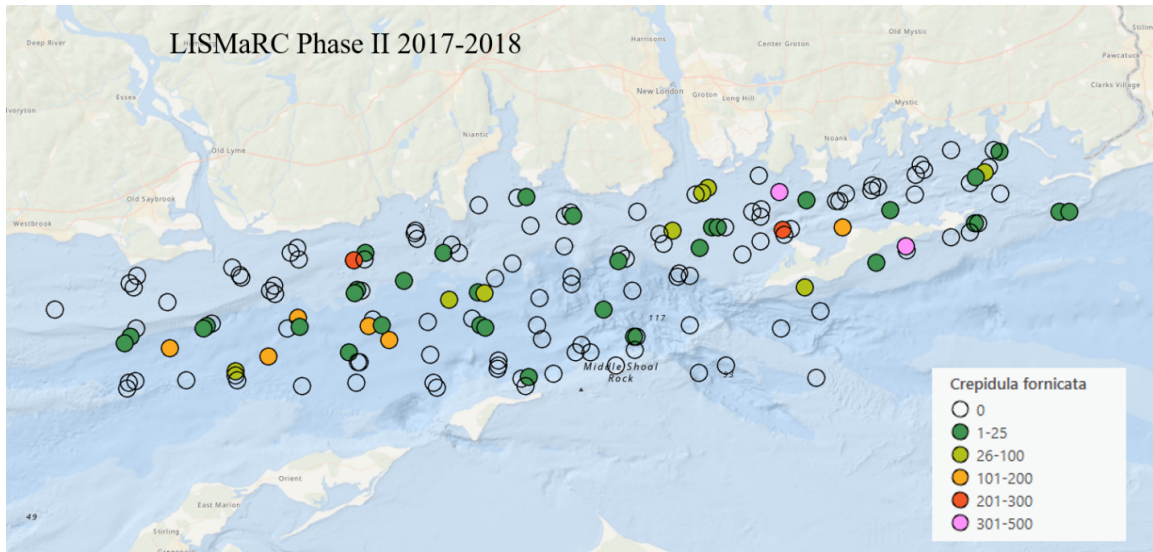 LISMaRC Phase II 2017-2018
Deep River
Harrisons
Center Groton
Old Mystic
Pawcatuck
Clarks Village
Essex
New London
Groton
Long Hill
Mystic
Niantic
Noank
Old Lyme
Old Saybrook
Westbrook
117
Middle Shoal
Rock
Orient
East Marion
49
Stirling
Crepidula fornicata
0
1-25
26-100
101-200
201-300
301-500